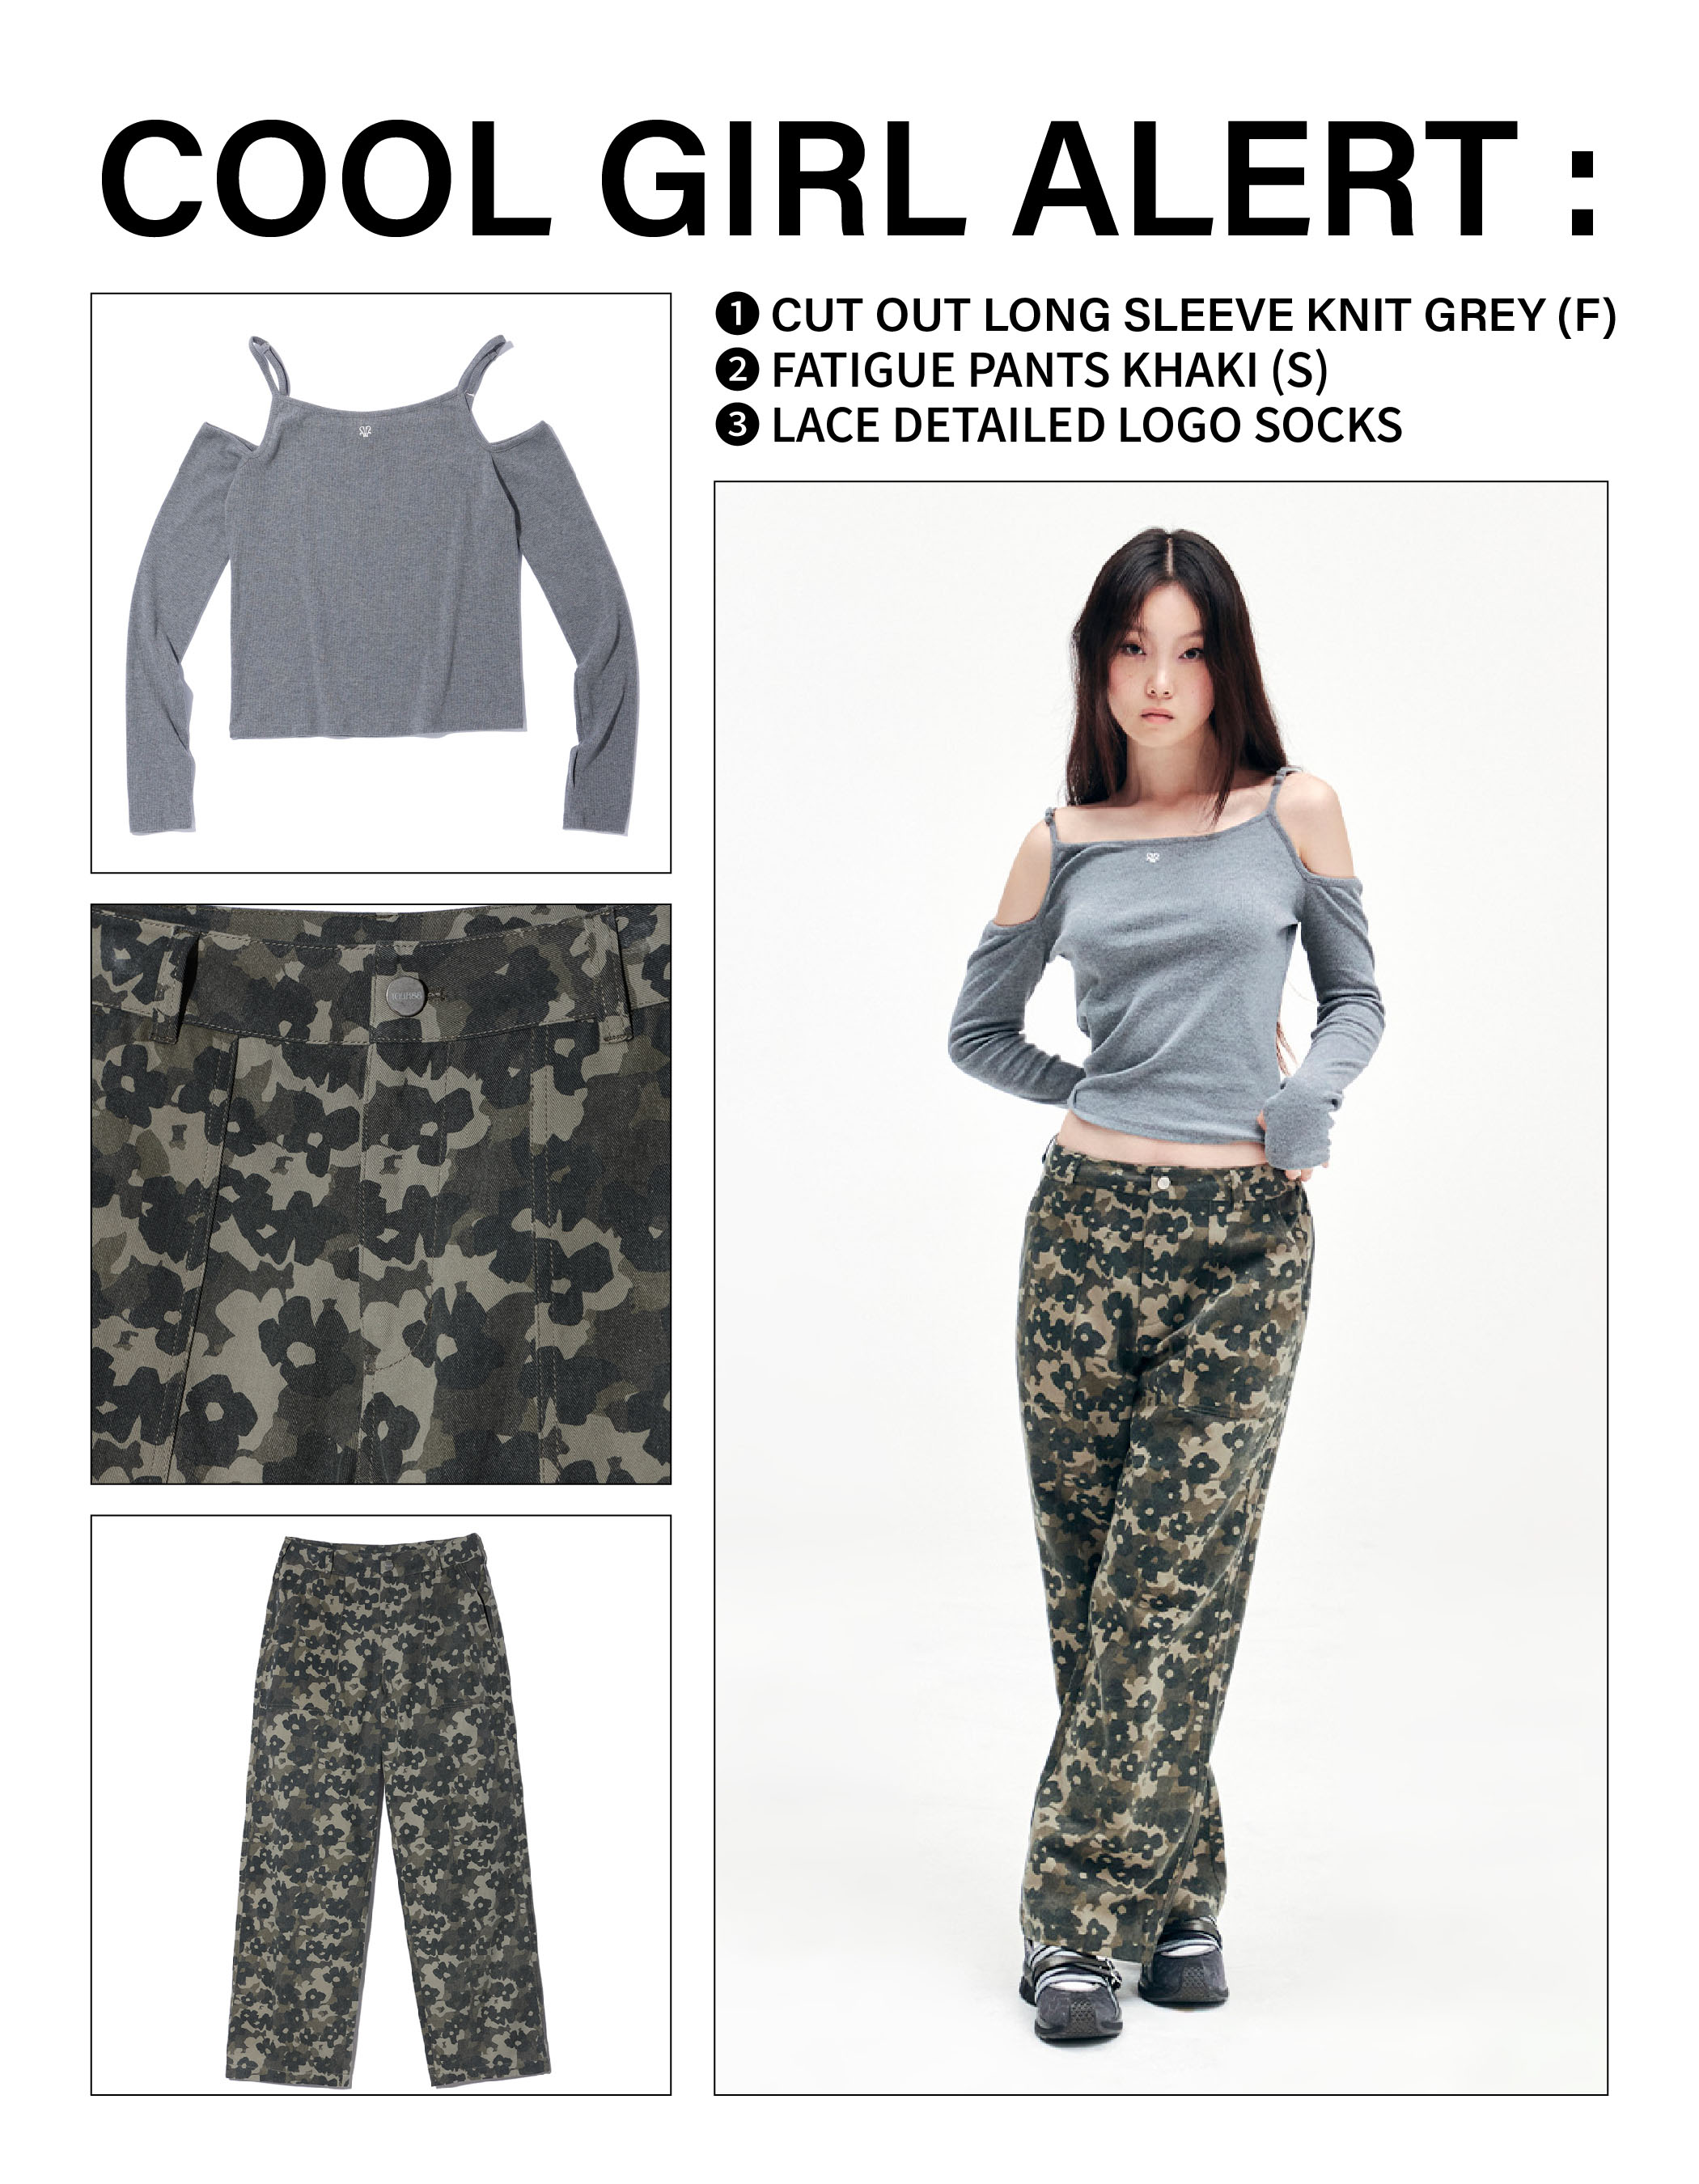 COOL GIRL ALERT :
❶ CUT OUT LONG SLEEVE KNIT GREY (F)
❷ FATIGUE PANTS KHAKI (S)
❸ LACE DETAILED LOGO SOCKS